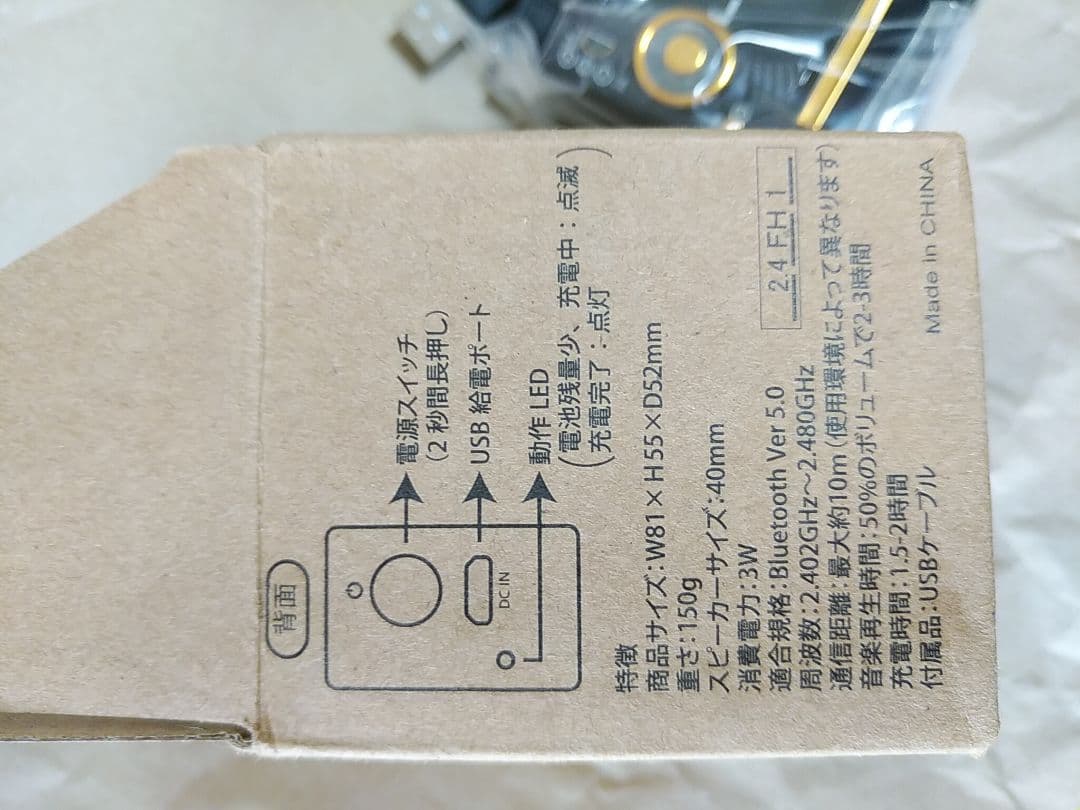 背面
電源スイッチ
(2 秒間長押し)
DC IN
USB 給電ポート
動作 LED
(電池残量少、充電中：点滅
充電完了：点灯)
特徴
商品サイズ:W81×H55×D52mm
重さ:150g
スピーカーサイズ:40mm
消費電力:3W
適合規格:Bluetooth Ver 5.0
周波数:2.402GHz～2.480GHz
2.4 FH 1
通信距離:最大約10m (使用環境によって異なります)
音楽再生時間:50%のボリュームで2-3時間
充電時間:1.5-2時間
付属品:USBケーブル
Made in CHINA